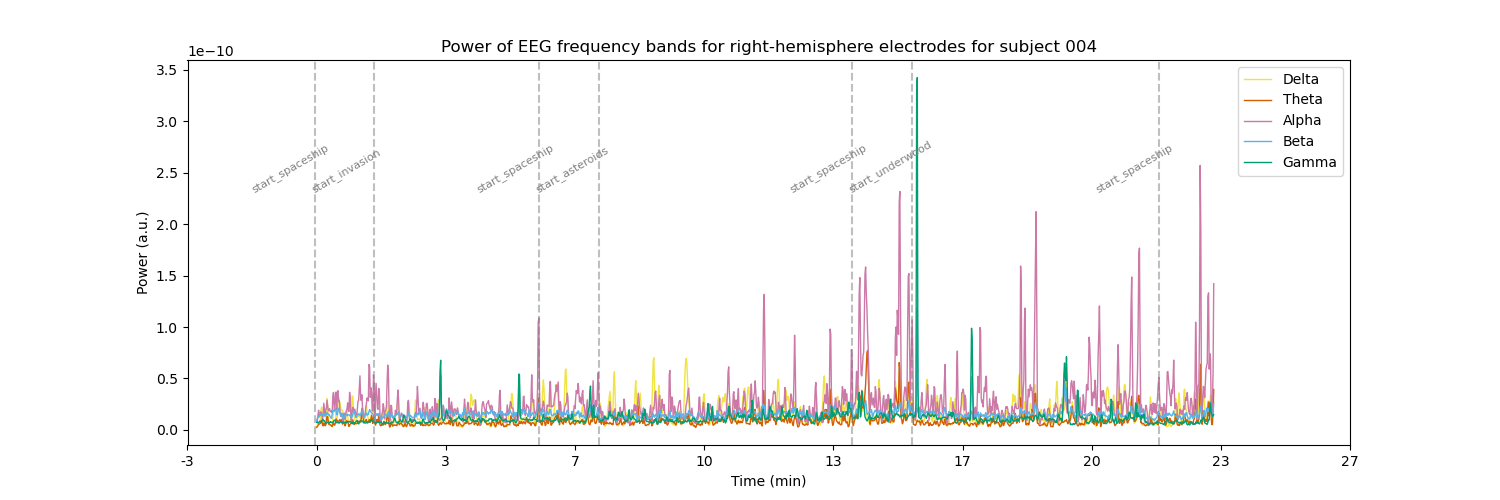 Power of EEG frequency bands for right-hemisphere electrodes for subject 004
1e−10
3.5
3.0
2.5
2.0
1.5
1.0
0.5
0.0
Power (a.u.)
start_spaceship
start_invasion
start_spaceship
start_asteroids
start_spaceship
start_underwood
start_spaceship
Delta
Theta
Alpha
Beta
Gamma
-3
0
3
7
10
13
17
20
23
27
Time (min)